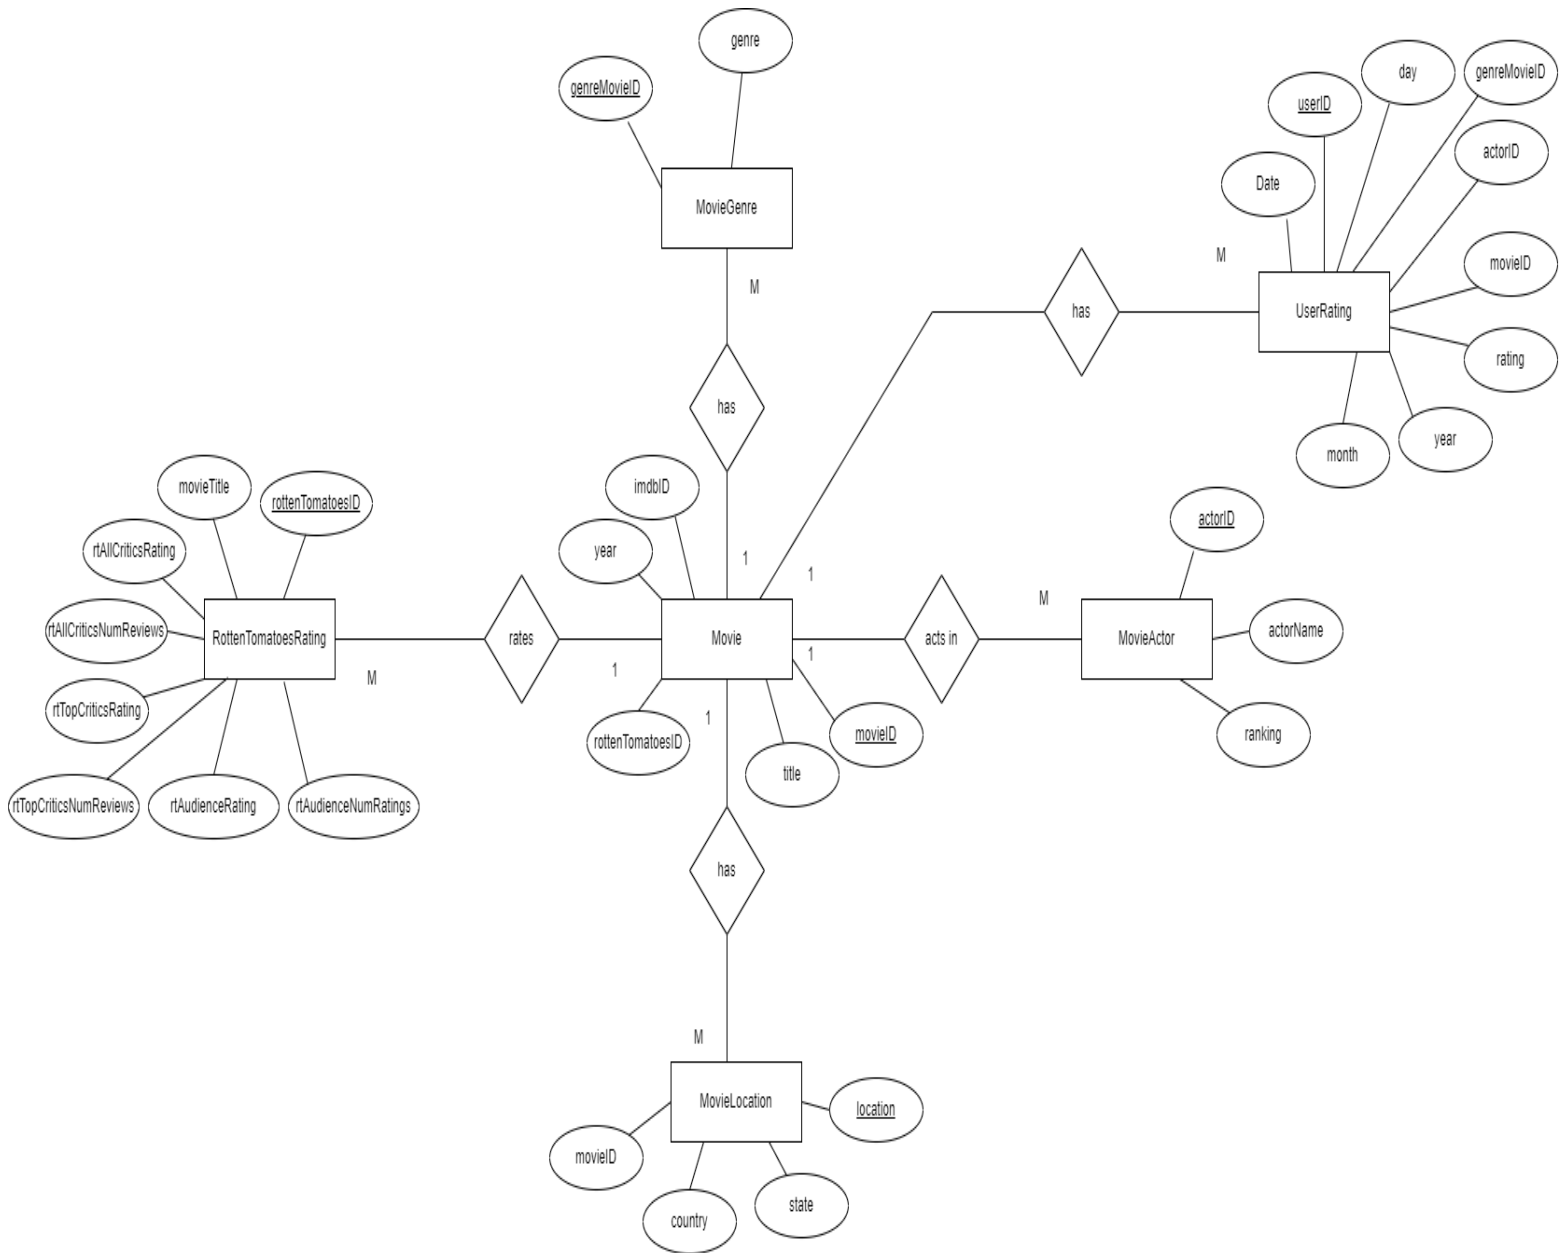 genre
genreMovieID
day
genreMovieID
userID
actorID
Date
MovieGenre
M
M
movieID
UserRating
has
rating
has
year
month
movieTitle
rottenTomatoesID
imdbID
actorID
rtAllCriticsRating
year
1
1
M
rtAllCriticsNumReviews
RottenTomatoesRating
rates
Movie
acts in
MovieActor
actorName
M
1
1
rtTopCriticsRating
1
rottenTomatoesID
movieID
ranking
title
rtTopCriticsNumReviews
rtAudienceRating
rtAudienceNumRatings
has
M
MovieLocation
location
movieID
country
state